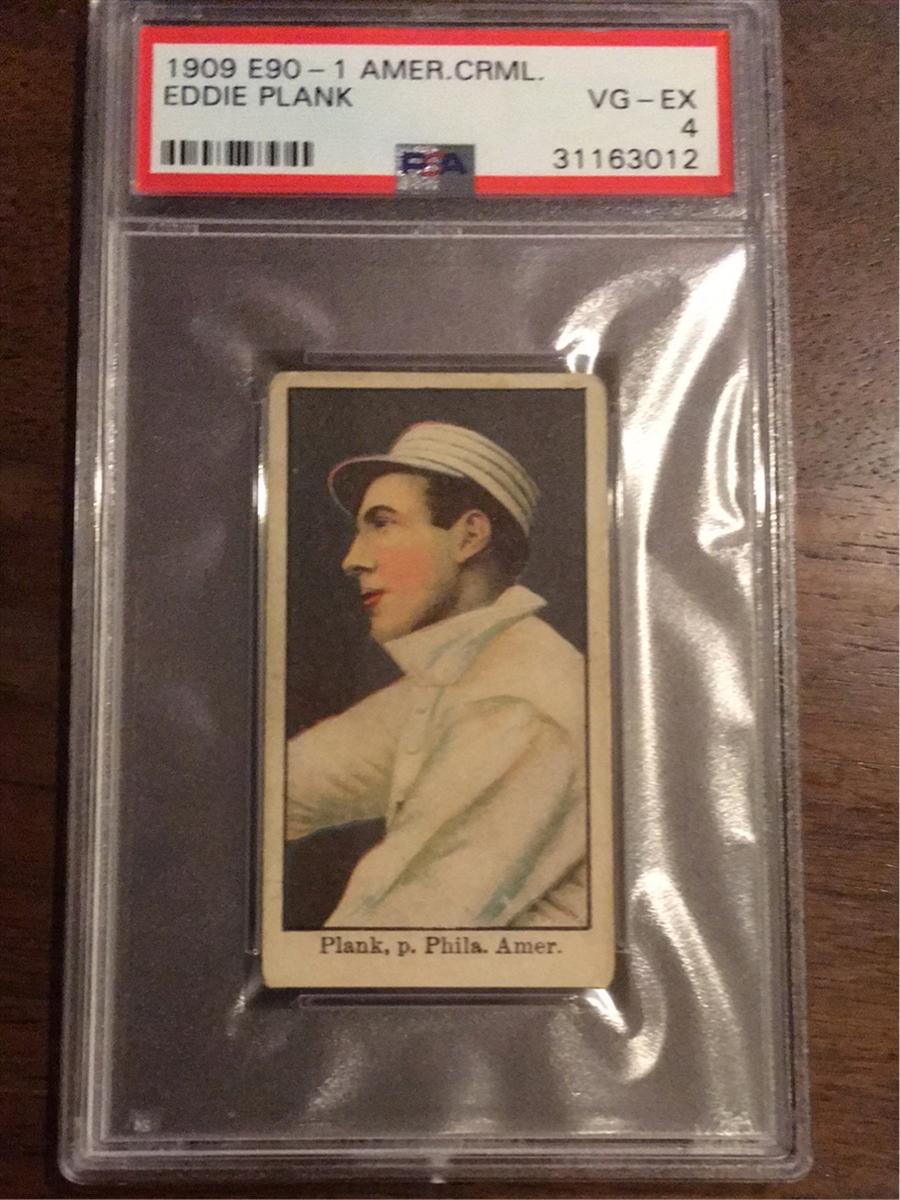 1909 E90-1 AMER.CRML.
EDDIE PLANK
VG-EX
4
PSA
31163012
Plank, p. Phila. Amer.